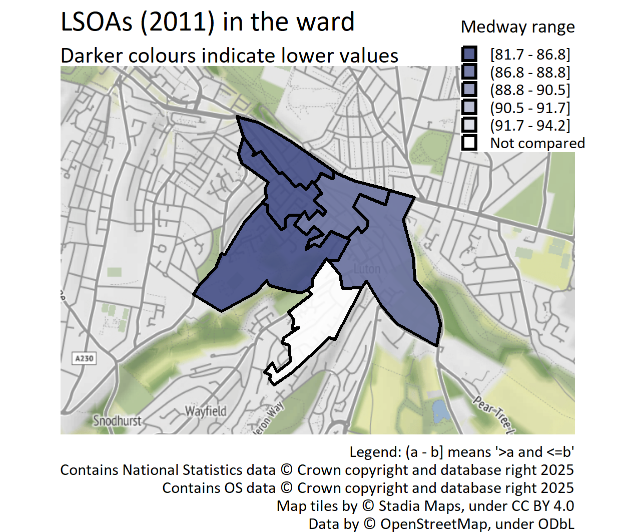 LSOAs (2011) in the ward
Darker colours indicate lower values
Medway range
[81.7 - 86.8]
(86.8 - 88.8]
(88.8 - 90.5]
(90.5 - 91.7]
(91.7 - 94.2]
Not compared
Luton
A230
Snodhurst
Wayfield
eron-Way
Pear-Tree-L
Legend: (a - b] means '>a and <=b'
Contains National Statistics data © Crown copyright and database right 2025
Contains OS data © Crown copyright and database right 2025
Map tiles by © Stadia Maps, under CC BY 4.0
Data by © OpenStreetMap, under ODbL